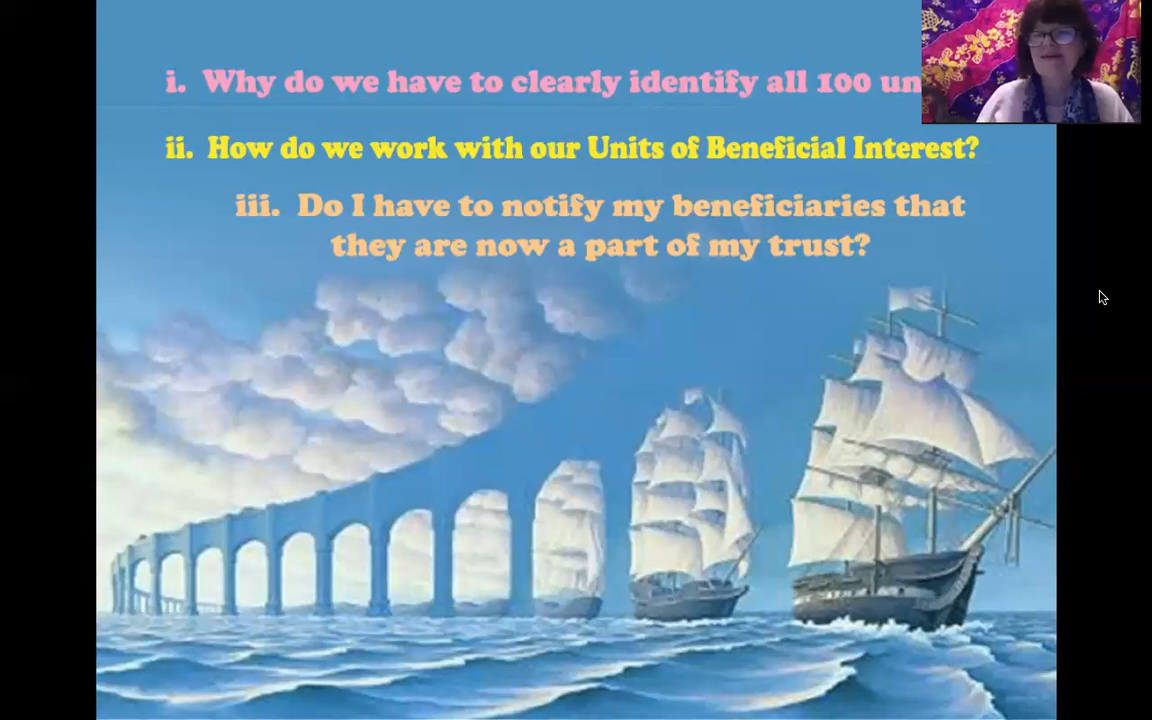 i. Why do we have to clearly identify all 100
ii. How do we work with our Units of Beneficial Interest?
iii. Do I have to notify my beneficiaries that
they are now a part of my trust?